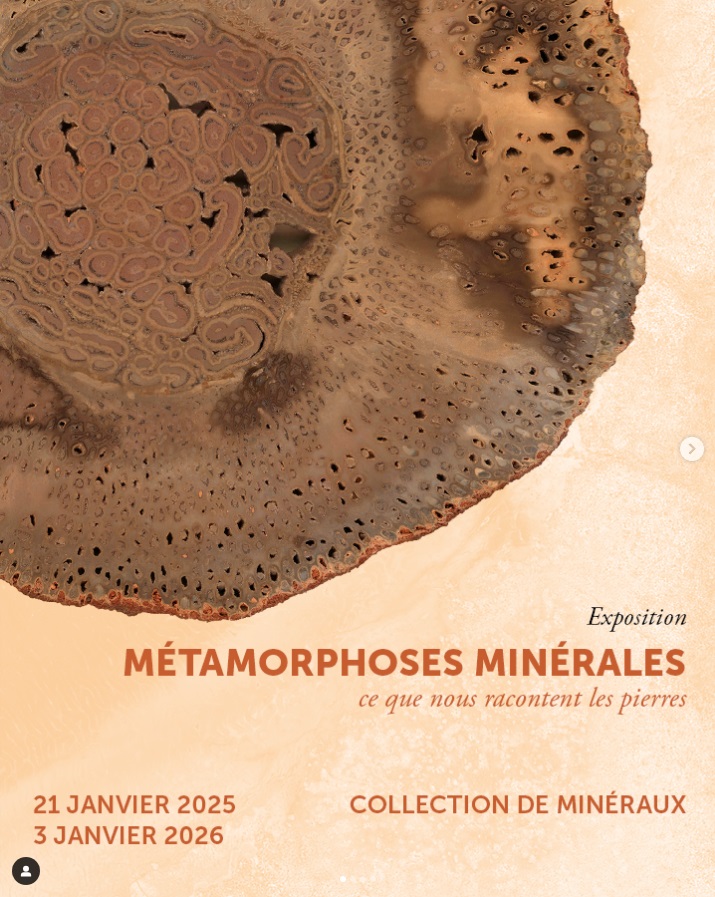 Exposition
MÉTAMORPHOSES MINÉRALES
ce que nous racontent les pierres
21 JANVIER 2025
3 JANVIER 2026
COLLECTION DE MINÉRAUX